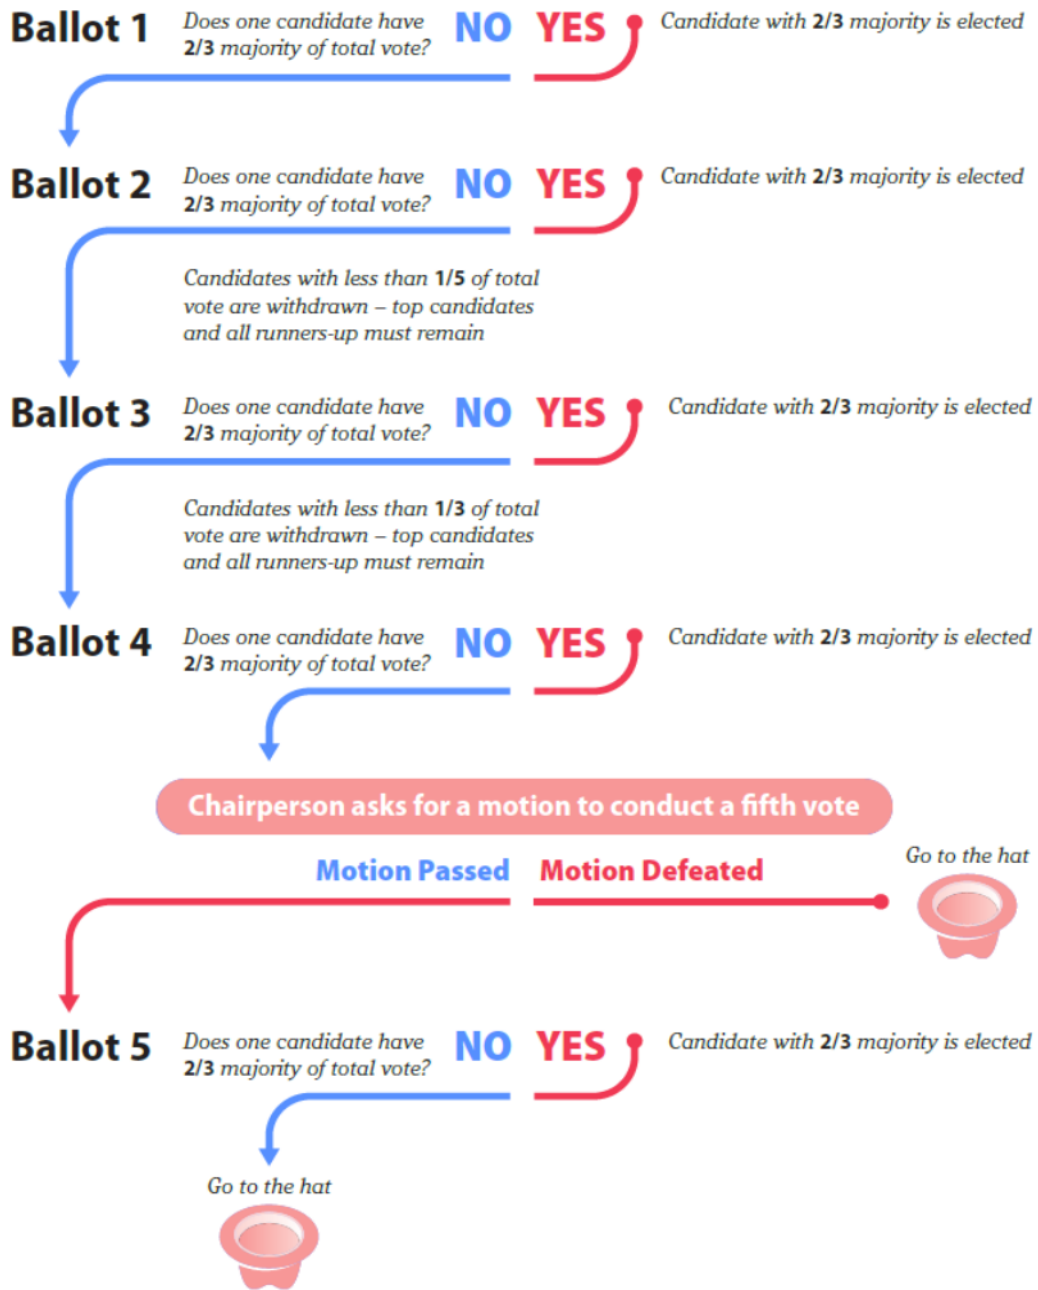 Ballot 1
Does one candidate have
2/3 majority of total vote?
NO YES
Candidate with 2/3 majority is elected
Ballot 2
Does one candidate have
2/3 majority of total vote?
NO YES
Candidate with 2/3 majority is elected
Candidates with less than 1/5 of total
vote are withdrawn – top candidates
and all runners-up must remain
Ballot 3
Does one candidate have
2/3 majority of total vote?
NO YES
Candidate with 2/3 majority is elected
Candidates with less than 1/3 of total
vote are withdrawn – top candidates
and all runners-up must remain
Ballot 4
Does one candidate have
2/3 majority of total vote?
NO YES
Candidate with 2/3 majority is elected
Chairperson asks for a motion to conduct a fifth vote
Motion Passed Motion Defeated
Go to the hat
Ballot 5
Does one candidate have
2/3 majority of total vote?
NO YES
Candidate with 2/3 majority is elected
Go to the hat